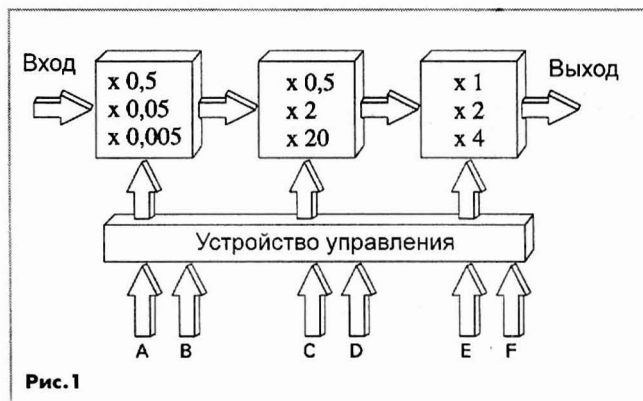 Вход
x 0,5
x 0,05
x 0,005
x 0,5
x 2
x 20
x 1
x 2
x 4
Выход
Устройство управления
A B C D E F
Рис.1